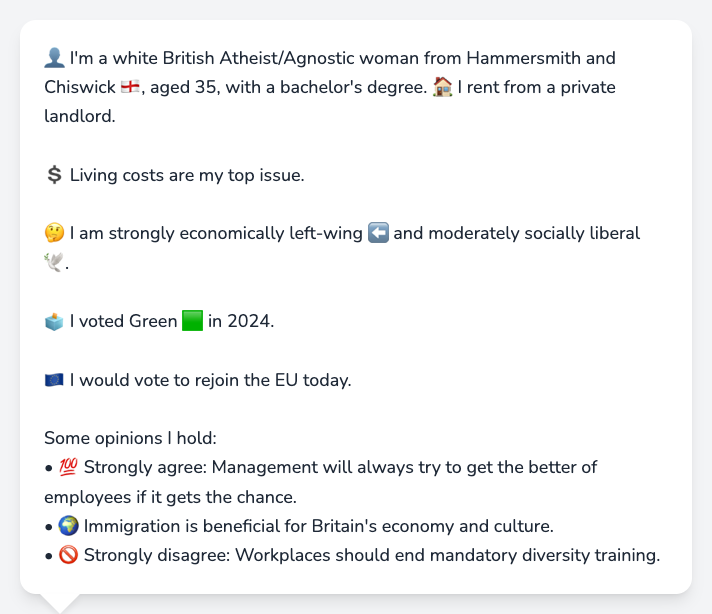 👤 I'm a white British Atheist/Agnostic woman from Hammersmith and
Chiswick 🏴󠁧󠁢󠁥󠁮󠁧󠁿, aged 35, with a bachelor's degree. 🏠 I rent from a private
landlord.
💲 Living costs are my top issue.
🤔 I am strongly economically left-wing ⬅️ and moderately socially liberal
🕊️.
🗳️ I voted Green 🟩 in 2024.
🇪🇺 I would vote to rejoin the EU today.
Some opinions I hold:
• 💯 Strongly agree: Management will always try to get the better of
employees if it gets the chance.
• 🌍 Immigration is beneficial for Britain's economy and culture.
• 🚫 Strongly disagree: Workplaces should end mandatory diversity training.